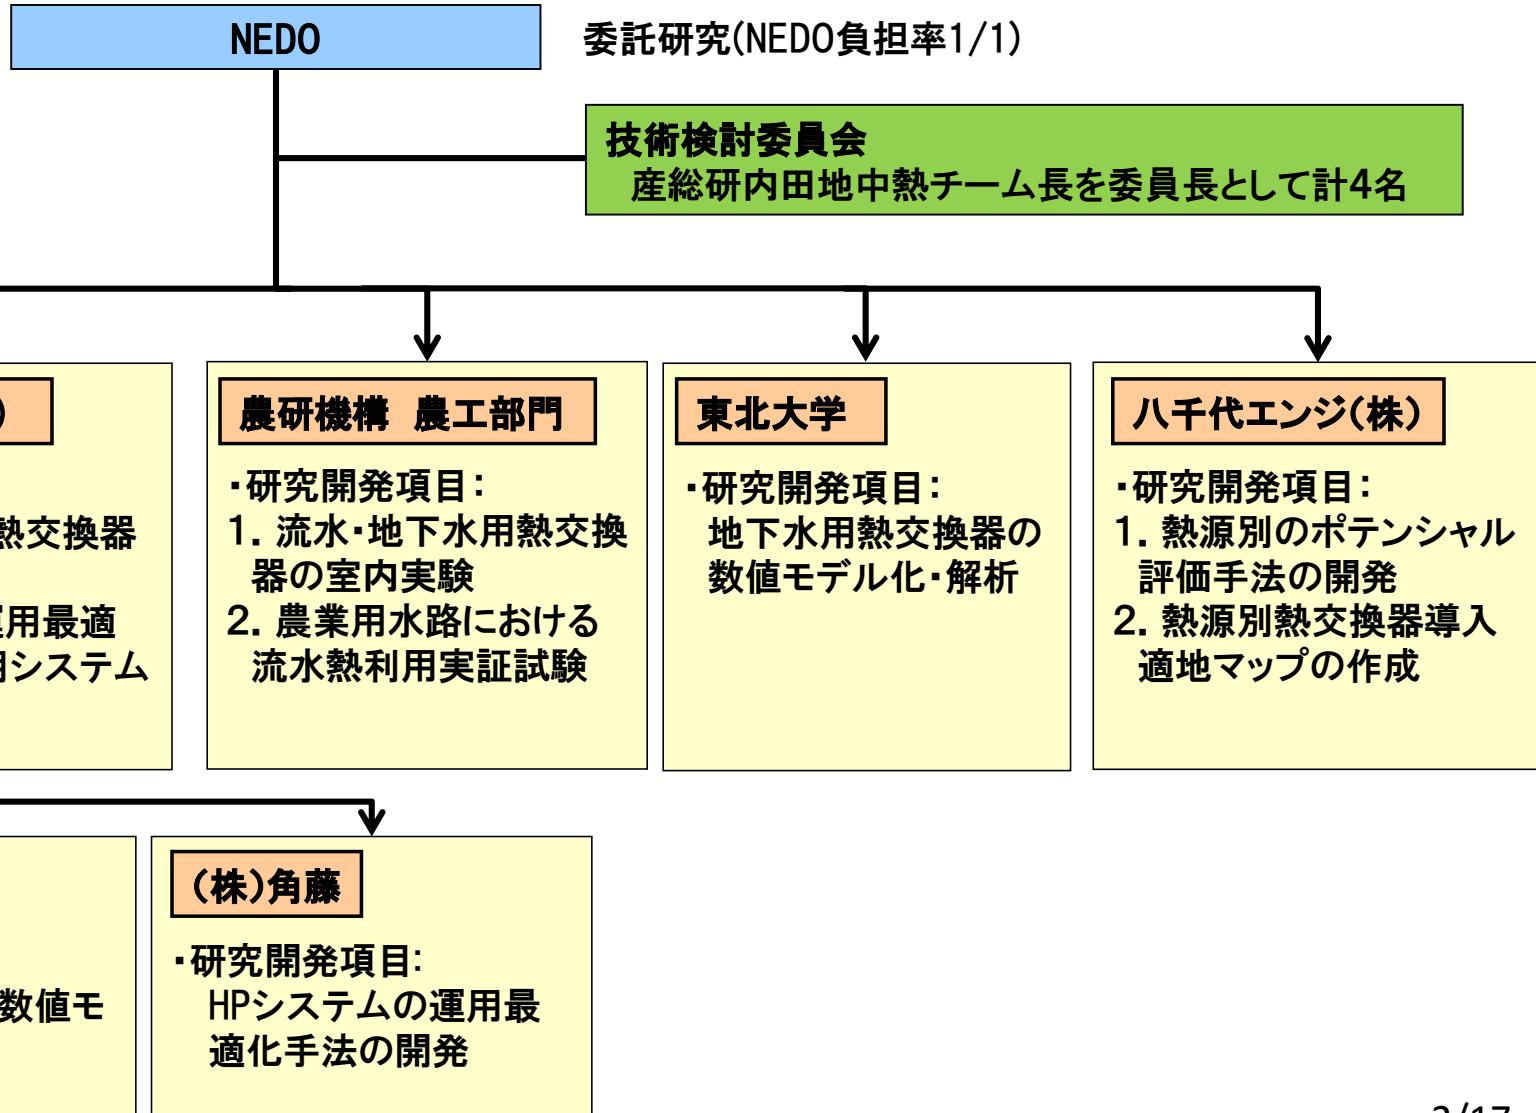 NEDO
委託研究(NEDO負担率1/1)
技術検討委員会
産総研内田地中熱チーム長を委員長として計4名
)
熱交換器
用最適
システム
農研機構 農工部門
・研究開発項目：
1．流水・地下水用熱交換
器の室内実験
2．農業用水路における
流水熱利用実証試験
東北大学
・研究開発項目：
地下水用熱交換器の
数値モデル化・解析
八千代エンジ(株)
・研究開発項目：
1．熱源別のポテンシャル
評価手法の開発
2．熱源別熱交換器導入
適地マップの作成
数値モ
(株)角藤
・研究開発項目:
HPシステムの運用最
適化手法の開発
/17